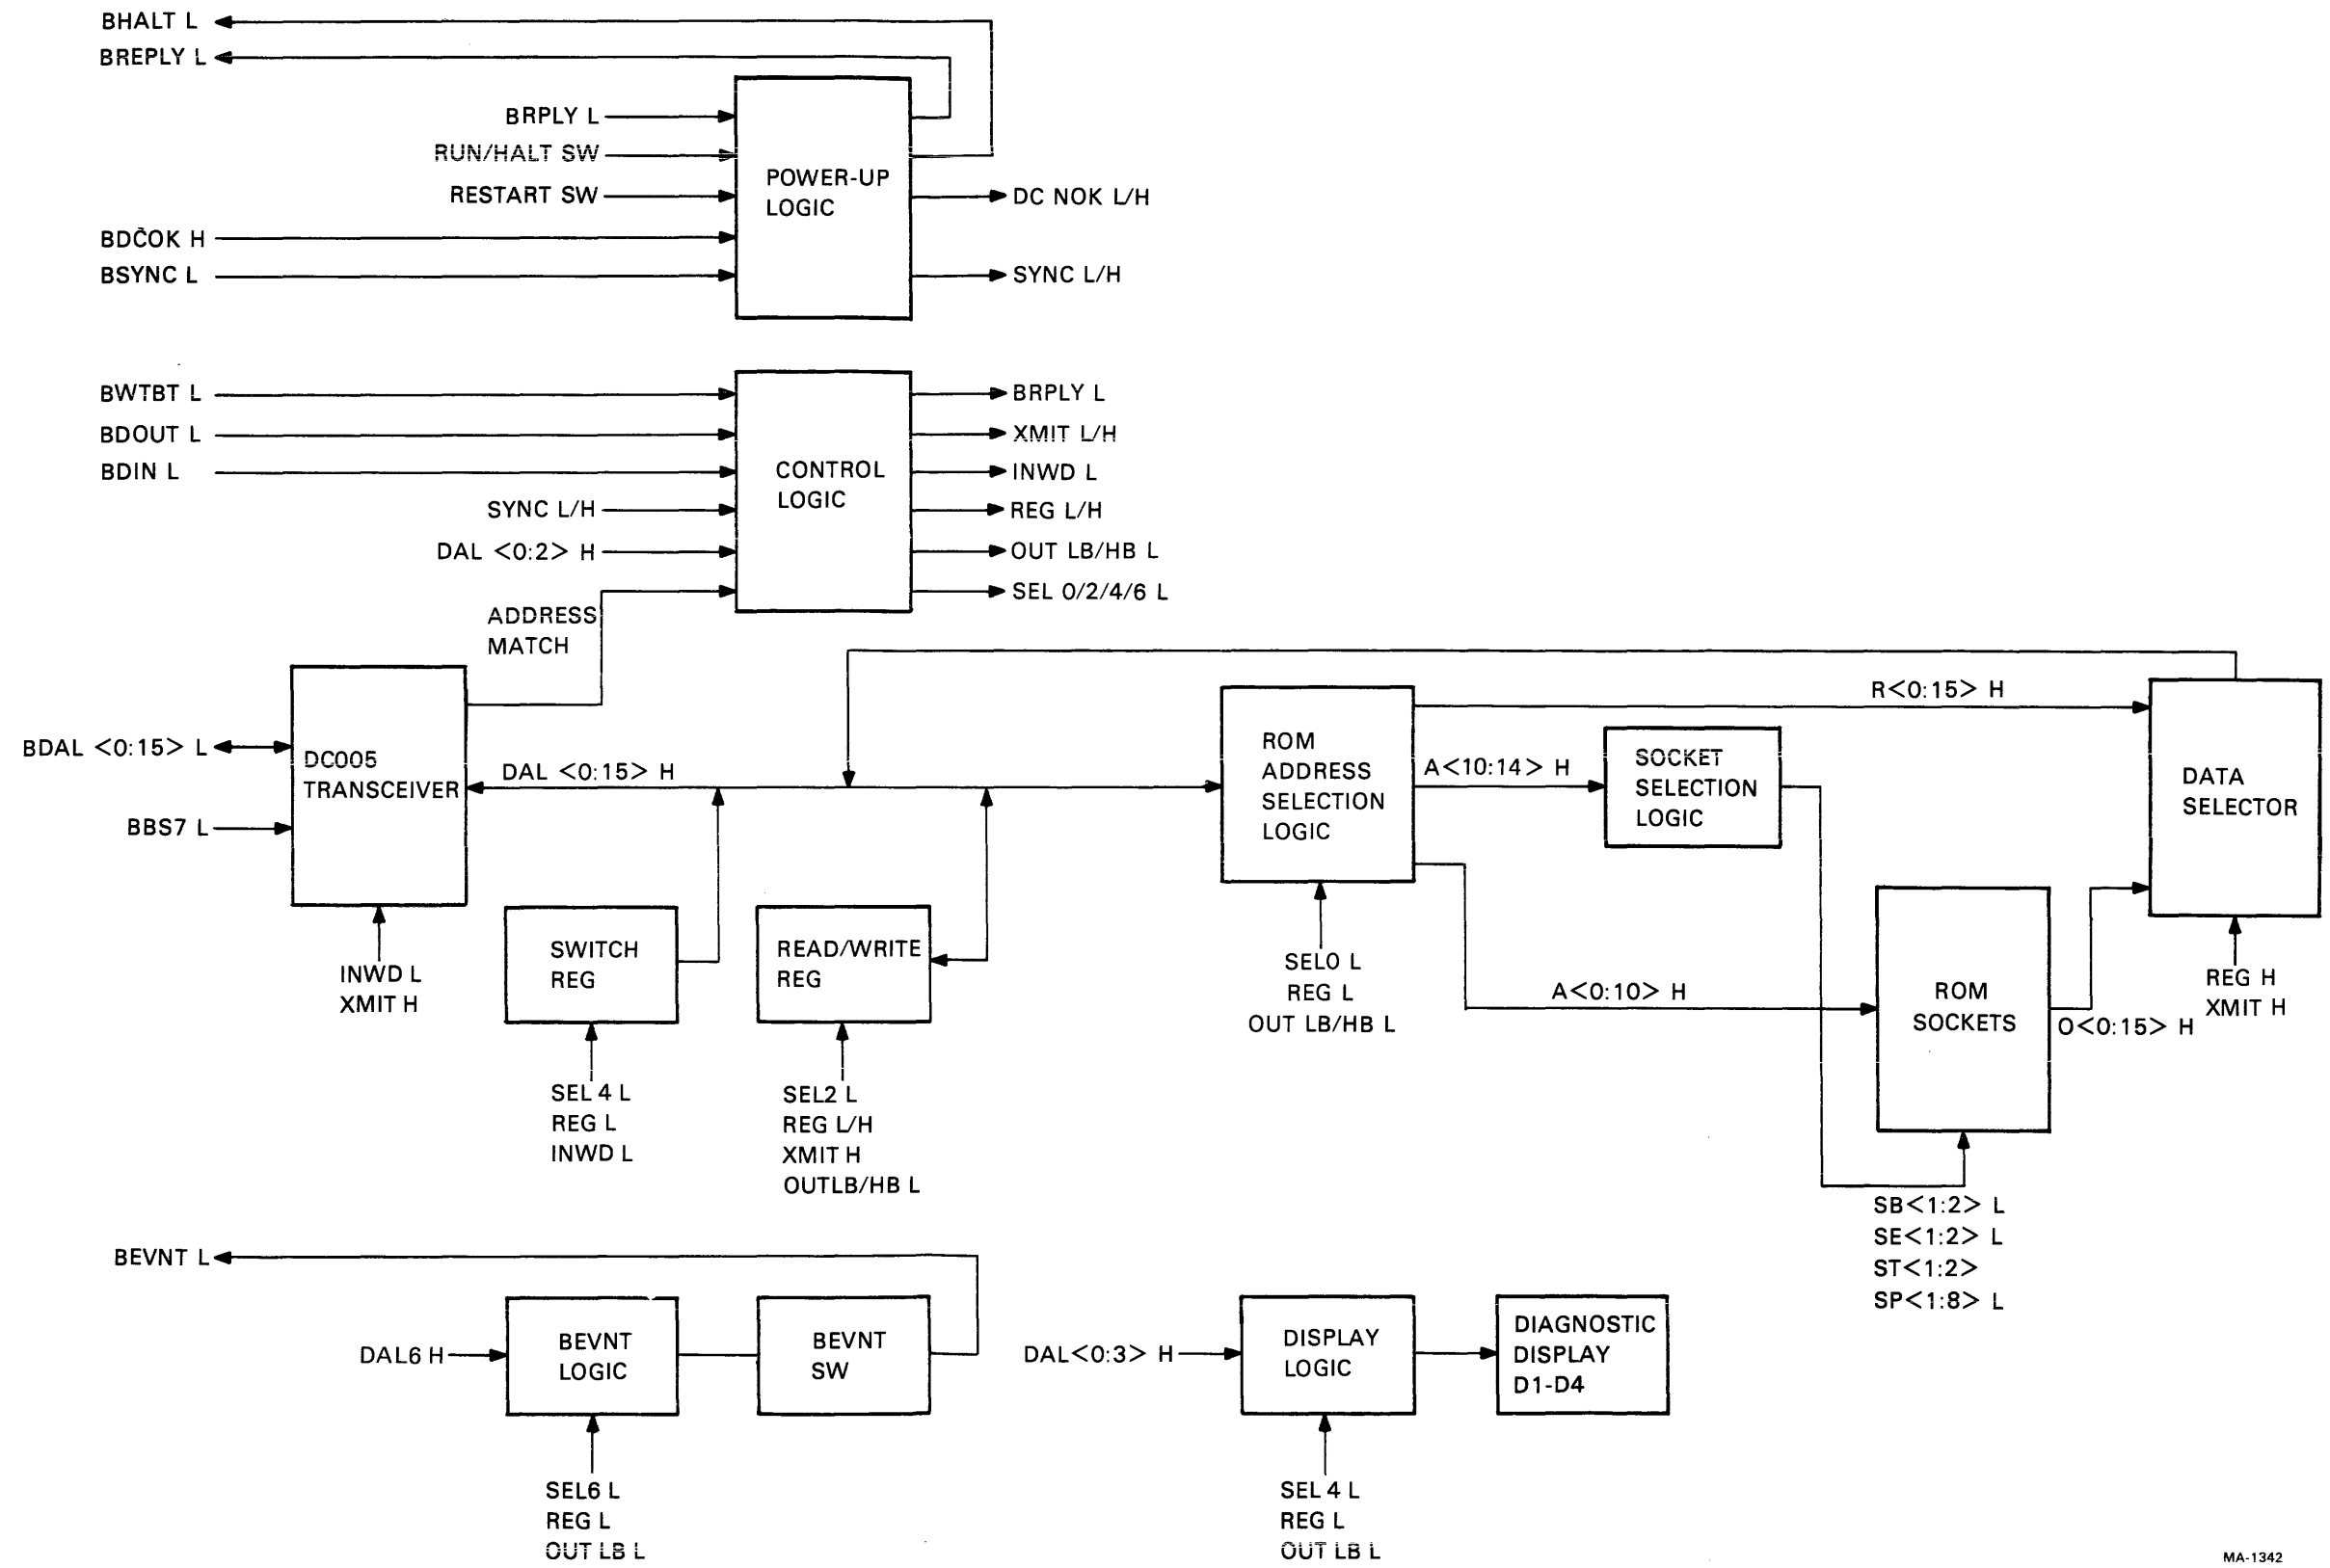 BHALT L
BREPLY L
BRPLY L
RUN/HALT SW
RESTART SW
BDCOK H
BSYNC L
POWER-UP
LOGIC
DC NOK L/H
SYNC L/H
BWTBT L
BDOUT L
BDIN L
SYNC L/H
DAL <0:2> H
ADDRESS
MATCH
CONTROL
LOGIC
BRPLY L
XMIT L/H
INWD L
REG L/H
OUT LB/HB L
SEL 0/2/4/6 L
BDAL <0:15> L
BBS7 L
DC005
TRANSCEIVER
INWD L
XMIT H
DAL <0:15> H
SWITCH
REG
SEL 4 L
REG L
INWD L
READ/WRITE
REG
SEL2 L
REG L/H
XMIT H
OUTLB/HB L
ROM
ADDRESS
SELECTION
LOGIC
SEL0 L
REG L
OUT LB/HB L
R<0:15> H
A<10:14> H
SOCKET
SELECTION
LOGIC
A<0:10> H
ROM
SOCKETS
O<0:15> H
SB<1:2> L
SE<1:2> L
ST<1:2>
SP<1:8> L
DATA
SELECTOR
REG H
XMIT H
BEVNT L
DAL6 H
BEVNT
LOGIC
SEL6 L
REG L
OUT LB L
BEVNT
SW
DAL<0:3> H
DISPLAY
LOGIC
SEL 4 L
REG L
OUT LB L
DIAGNOSTIC
DISPLAY
D1-D4
MA-1342